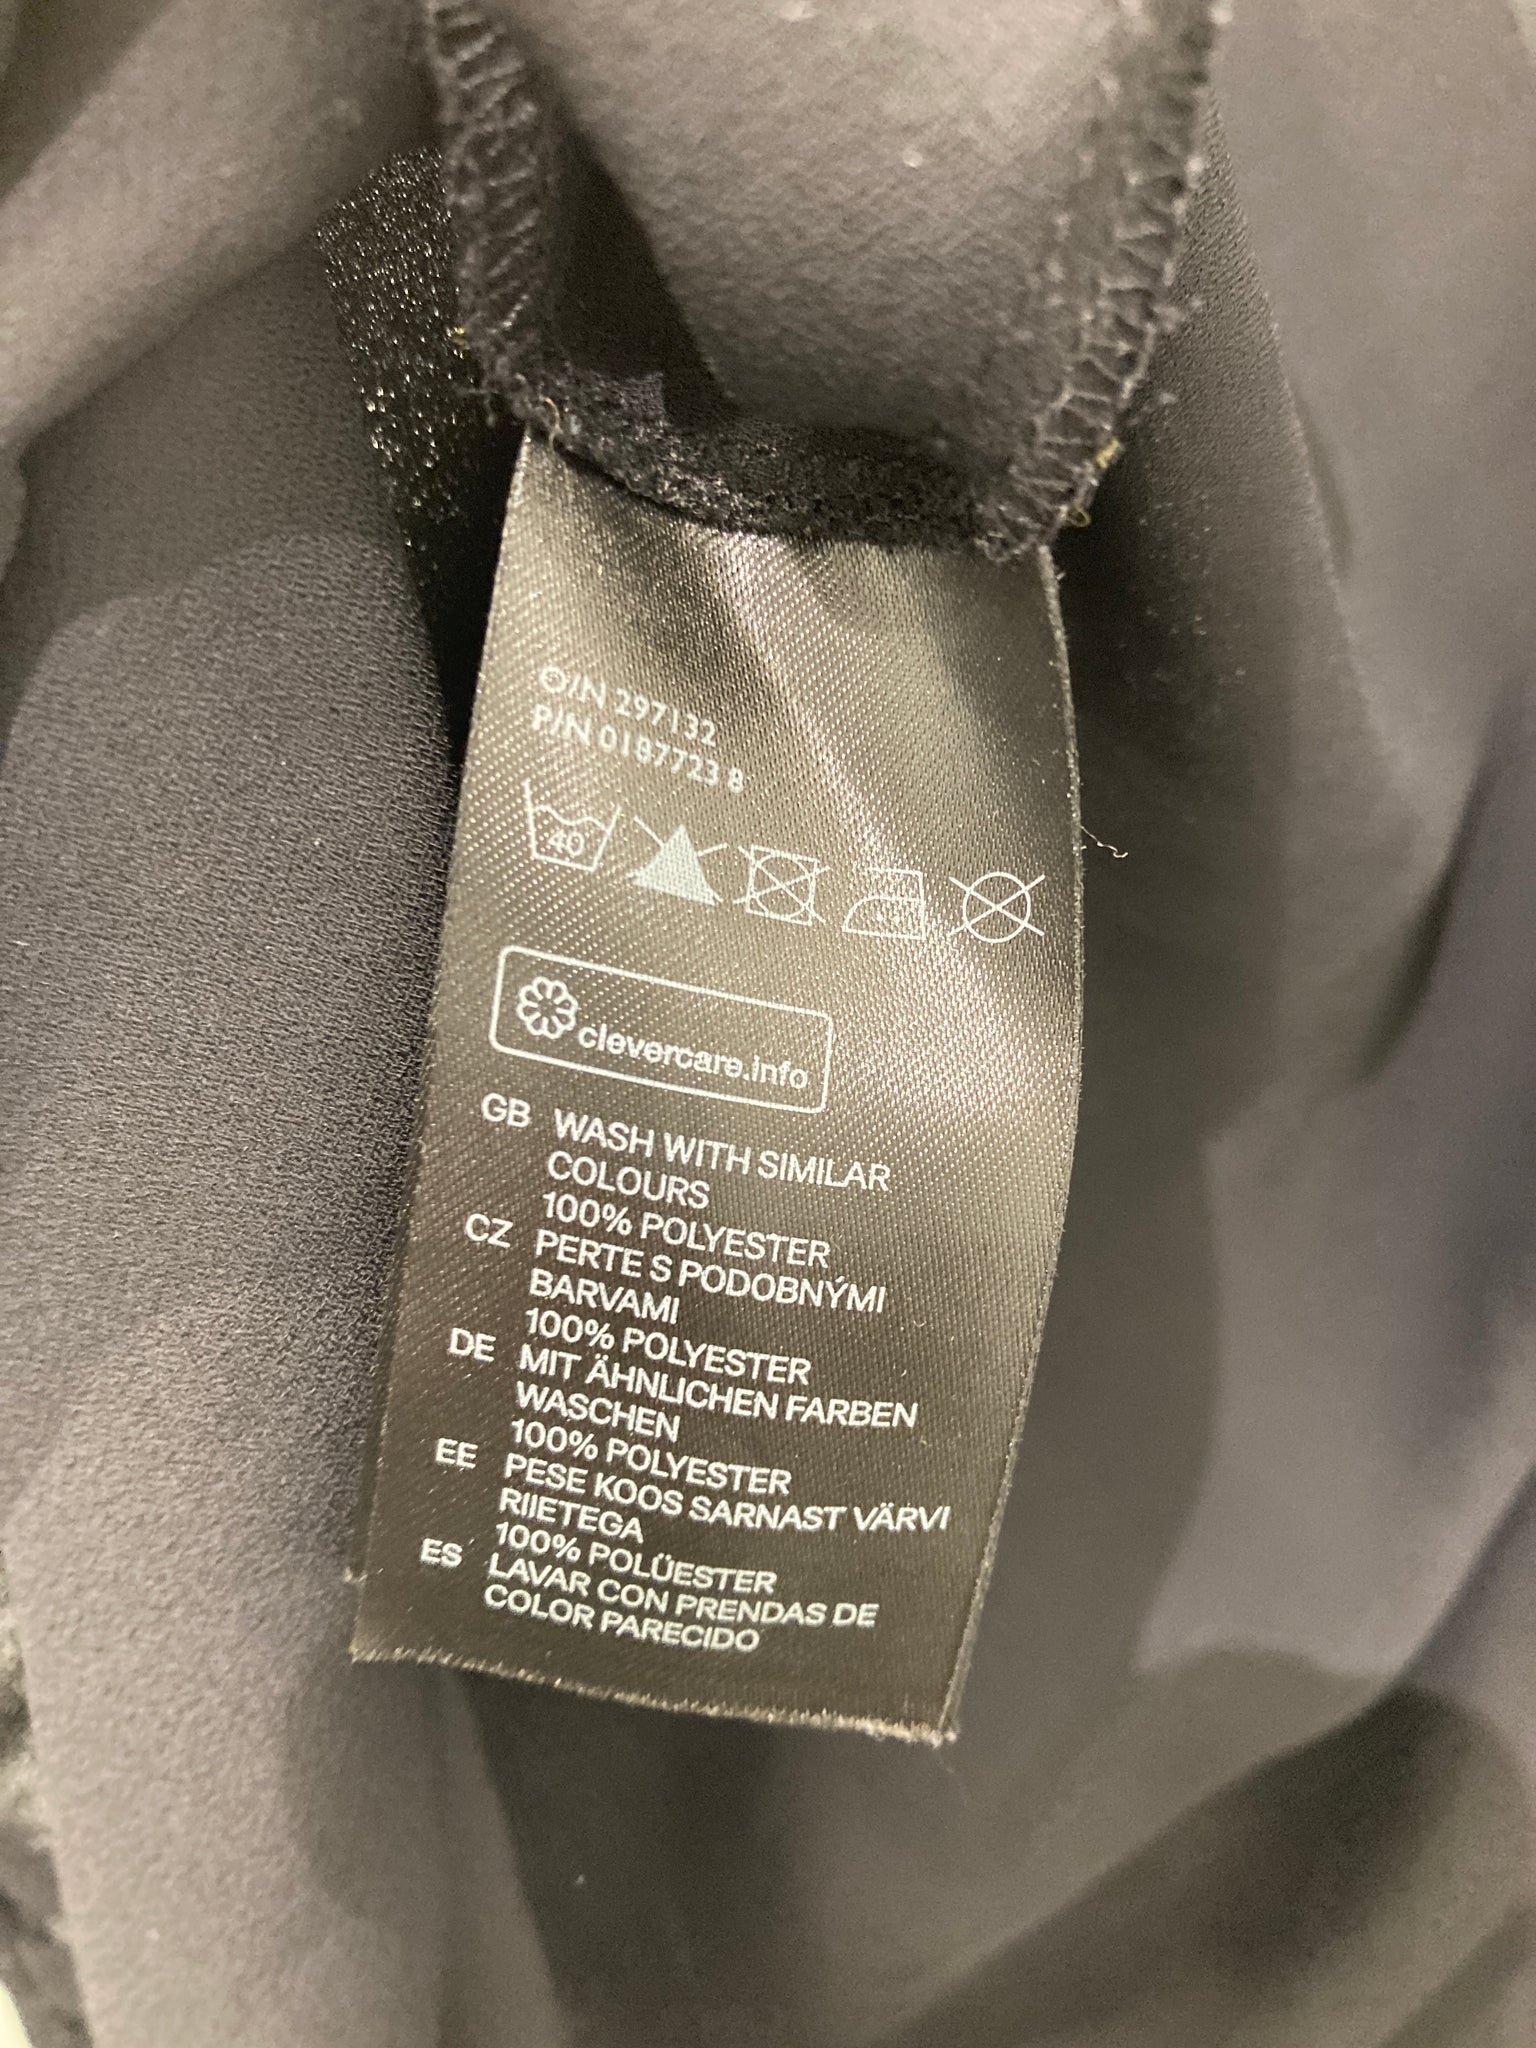 O/N 297132
P/N 0187723 8
40
clevercare.info
GB WASH WITH SIMILAR
COLOURS
100% POLYESTER
CZ PERTE S PODOBNÝMI
BARVAMI
100% POLYESTER
DE MIT ÄHNLICHEN FARBEN
WASCHEN
100% POLYESTER
EE PESE KOOS SARNAST VÄRVI
RIIETEGA
100% POLÜESTER
ES LAVAR CON PRENDAS DE
COLOR PARECIDO